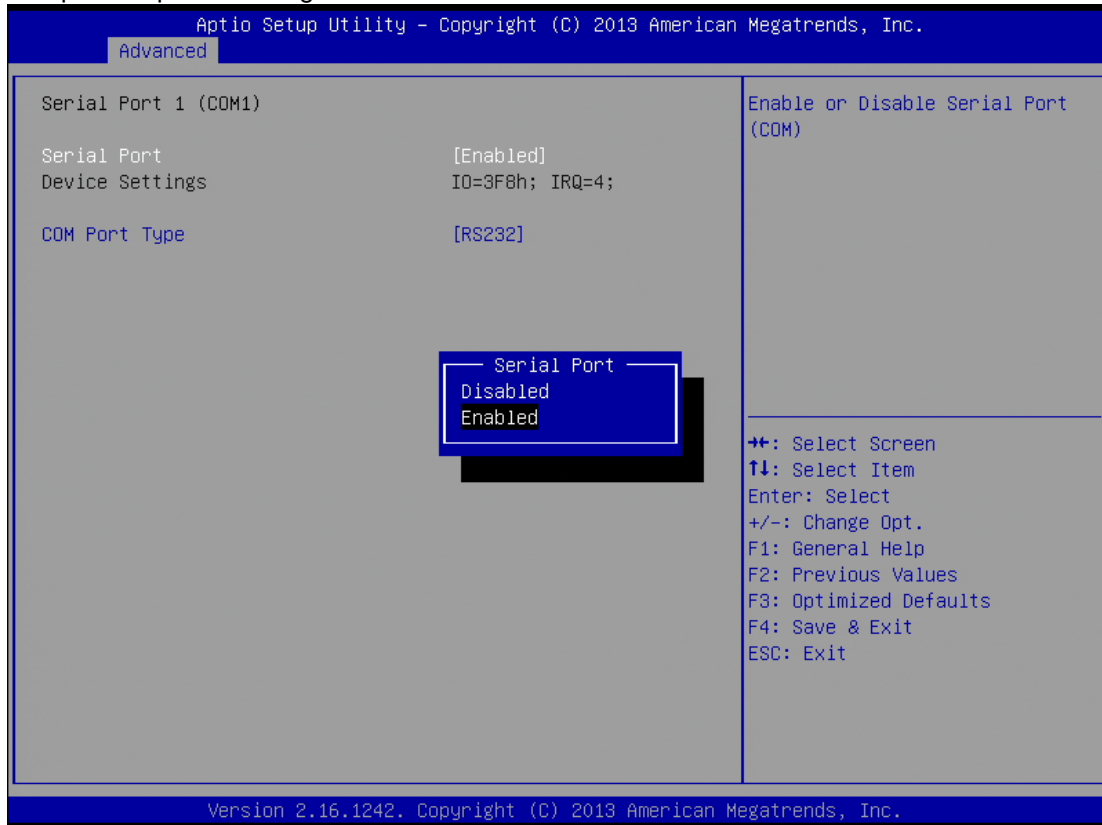 Aptio Setup Utility – Copyright (C) 2013 American Megatrends, Inc.
Advanced
Serial Port 1 (COM1)
Serial Port [Enabled]
Device Settings IO=3F8h; IRQ=4;
COM Port Type [RS232]
Serial Port
Disabled
Enabled
Enable or Disable Serial Port
(COM)
→←: Select Screen
↑↓: Select Item
Enter: Select
+/-: Change Opt.
F1: General Help
F2: Previous Values
F3: Optimized Defaults
F4: Save & Exit
ESC: Exit
Version 2.16.1242. Copyright (C) 2013 American Megatrends, Inc.